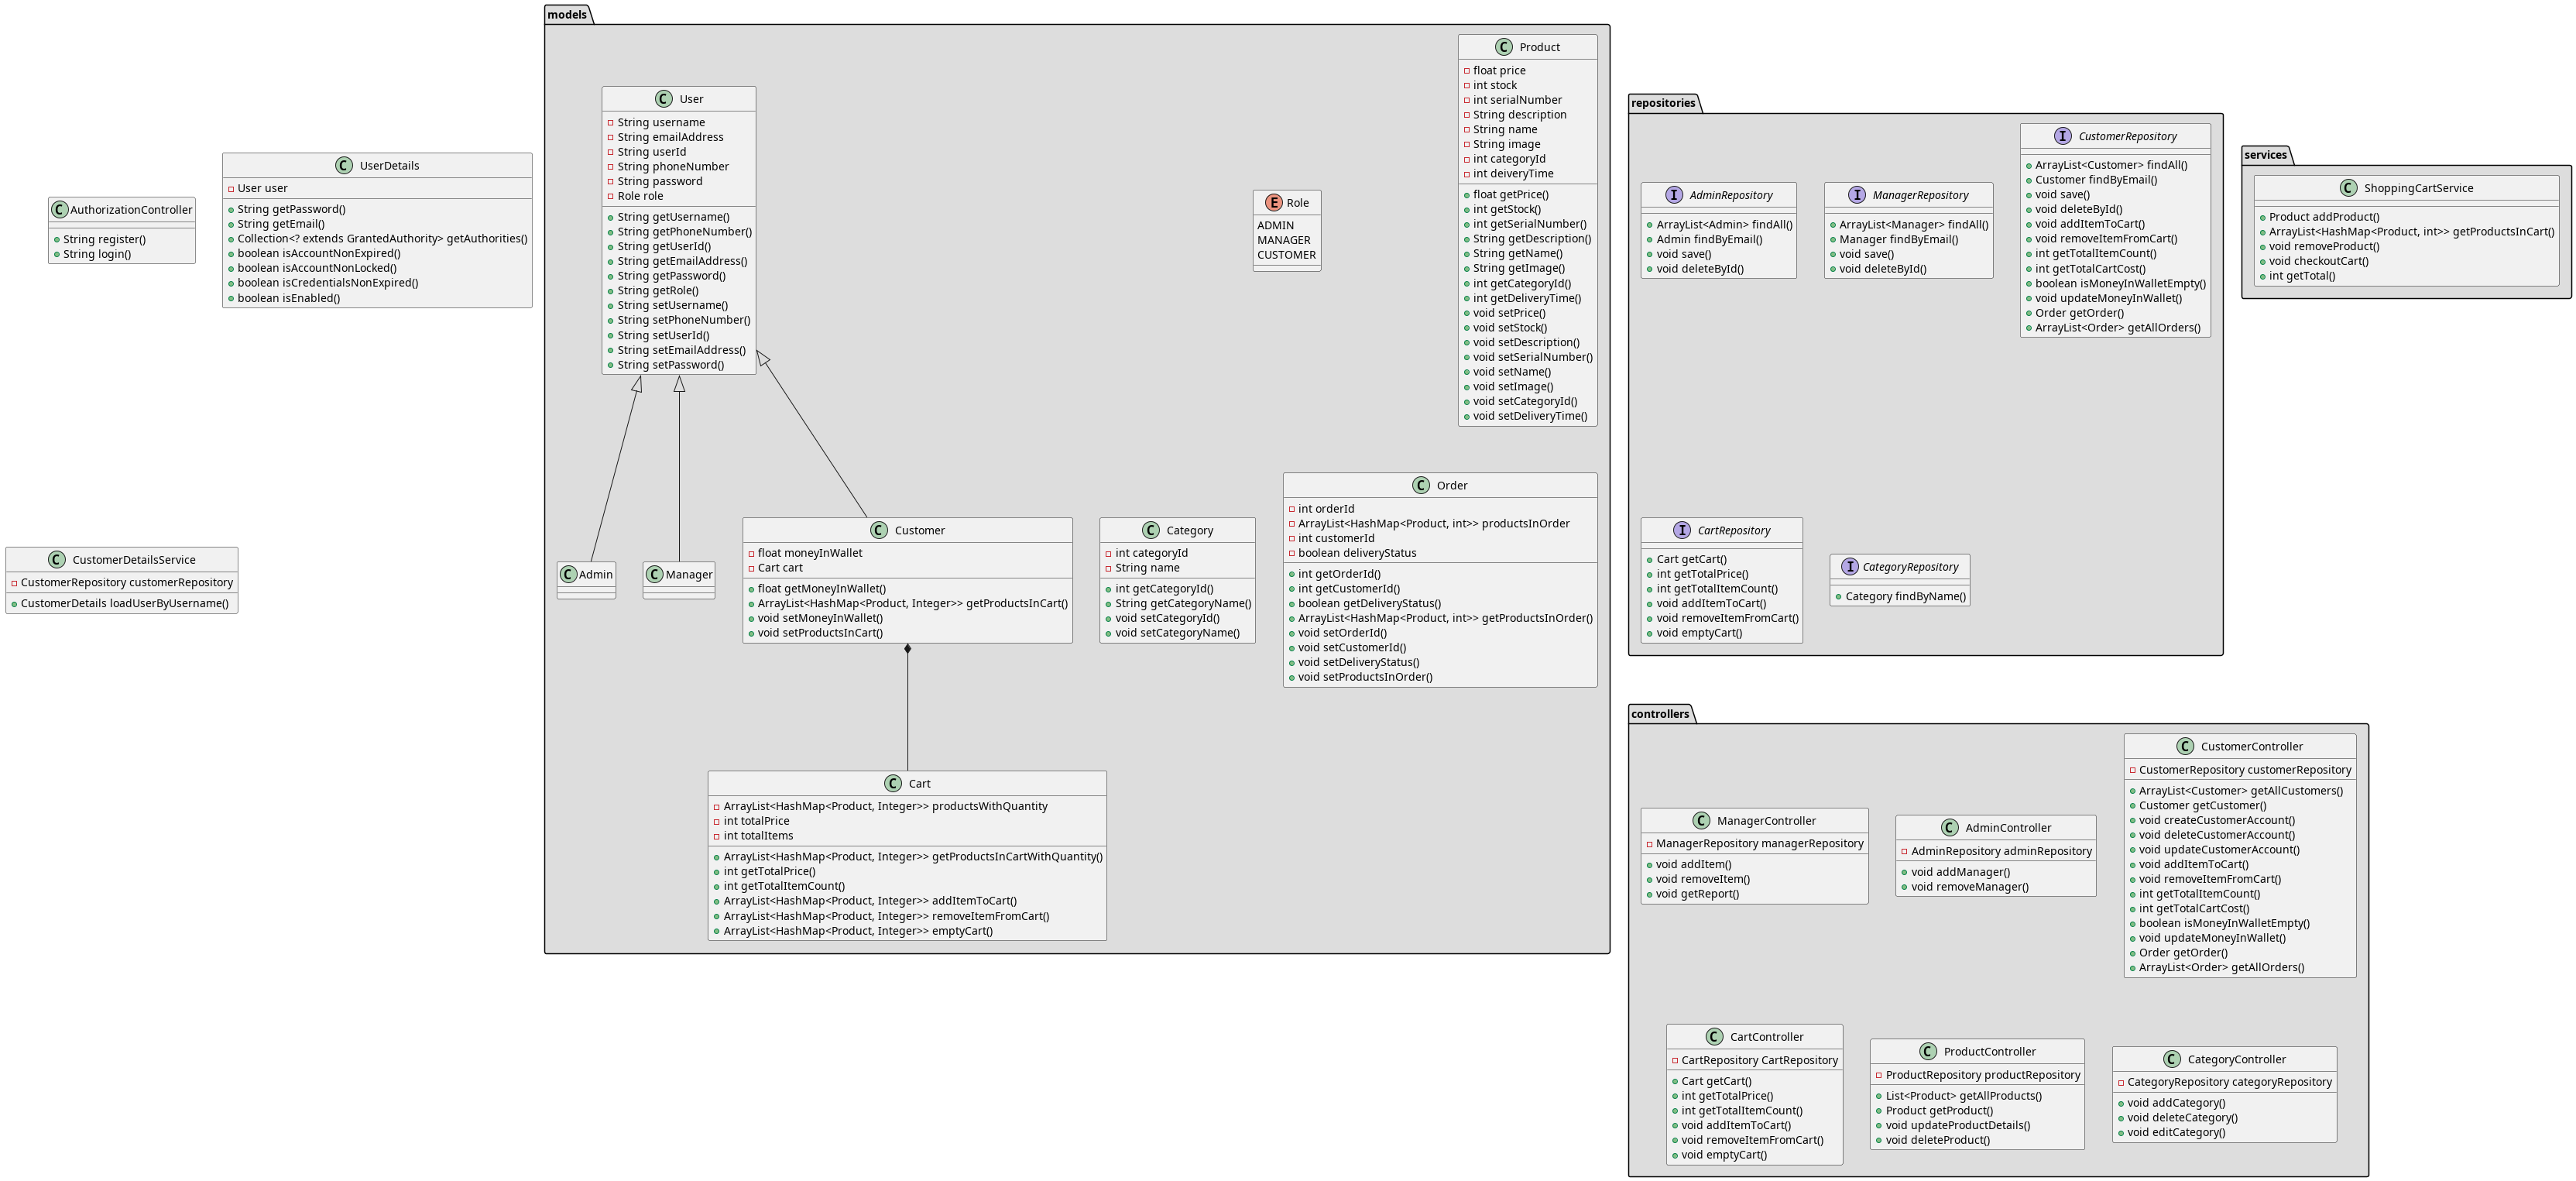 AuthorizationController
String register()
String login()
UserDetails
User user
String getPassword()
String getEmail()
Collection<? extends GrantedAuthority> getAuthorities()
boolean isAccountNonExpired()
boolean isAccountNonLocked()
boolean isCredentialsNonExpired()
boolean isEnabled()
CustomerDetailsService
CustomerRepository customerRepository
CustomerDetails loadUserByUsername()
models
User
String username
String emailAddress
String userId
String phoneNumber
String password
Role role
String getUsername()
String getPhoneNumber()
String getUserId()
String getEmailAddress()
String getPassword()
String getRole()
String setUsername()
String setPhoneNumber()
String setUserId()
String setEmailAddress()
String setPassword()
Role
ADMIN
MANAGER
CUSTOMER
Product
float price
int stock
int serialNumber
String description
String name
String image
int categoryId
int deiveryTime
float getPrice()
int getStock()
int getSerialNumber()
String getDescription()
String getName()
String getImage()
int getCategoryId()
int getDeliveryTime()
void setPrice()
void setStock()
void setDescription()
void setSerialNumber()
void setName()
void setImage()
void setCategoryId()
void setDeliveryTime()
Admin
Manager
Customer
float moneyInWallet
Cart cart
float getMoneyInWallet()
ArrayList<HashMap<Product, Integer>> getProductsInCart()
void setMoneyInWallet()
void setProductsInCart()
Category
int categoryId
String name
int getCategoryId()
String getCategoryName()
void setCategoryId()
void setCategoryName()
Order
int orderId
ArrayList<HashMap<Product, int>> productsInOrder
int customerId
boolean deliveryStatus
int getOrderId()
int getCustomerId()
boolean getDeliveryStatus()
ArrayList<HashMap<Product, int>> getProductsInOrder()
void setOrderId()
void setCustomerId()
void setDeliveryStatus()
void setProductsInOrder()
Cart
ArrayList<HashMap<Product, Integer>> productsWithQuantity
int totalPrice
int totalItems
ArrayList<HashMap<Product, Integer>> getProductsInCartWithQuantity()
int getTotalPrice()
int getTotalItemCount()
ArrayList<HashMap<Product, Integer>> addItemToCart()
ArrayList<HashMap<Product, Integer>> removeItemFromCart()
ArrayList<HashMap<Product, Integer>> emptyCart()
repositories
AdminRepository
ArrayList<Admin> findAll()
Admin findByEmail()
void save()
void deleteById()
ManagerRepository
ArrayList<Manager> findAll()
Manager findByEmail()
void save()
void deleteById()
CustomerRepository
ArrayList<Customer> findAll()
Customer findByEmail()
void save()
void deleteById()
void addItemToCart()
void removeItemFromCart()
int getTotalItemCount()
int getTotalCartCost()
boolean isMoneyInWalletEmpty()
void updateMoneyInWallet()
Order getOrder()
ArrayList<Order> getAllOrders()
CartRepository
Cart getCart()
int getTotalPrice()
int getTotalItemCount()
void addItemToCart()
void removeItemFromCart()
void emptyCart()
CategoryRepository
Category findByName()
services
ShoppingCartService
Product addProduct()
ArrayList<HashMap<Product, int>> getProductsInCart()
void removeProduct()
void checkoutCart()
int getTotal()
controllers
ManagerController
ManagerRepository managerRepository
void addItem()
void removeItem()
void getReport()
AdminController
AdminRepository adminRepository
void addManager()
void removeManager()
CustomerController
CustomerRepository customerRepository
ArrayList<Customer> getAllCustomers()
Customer getCustomer()
void createCustomerAccount()
void deleteCustomerAccount()
void updateCustomerAccount()
void addItemToCart()
void removeItemFromCart()
int getTotalItemCount()
int getTotalCartCost()
boolean isMoneyInWalletEmpty()
void updateMoneyInWallet()
Order getOrder()
ArrayList<Order> getAllOrders()
CartController
CartRepository CartRepository
Cart getCart()
int getTotalPrice()
int getTotalItemCount()
void addItemToCart()
void removeItemFromCart()
void emptyCart()
ProductController
ProductRepository productRepository
List<Product> getAllProducts()
Product getProduct()
void updateProductDetails()
void deleteProduct()
CategoryController
CategoryRepository categoryRepository
void addCategory()
void deleteCategory()
void editCategory()